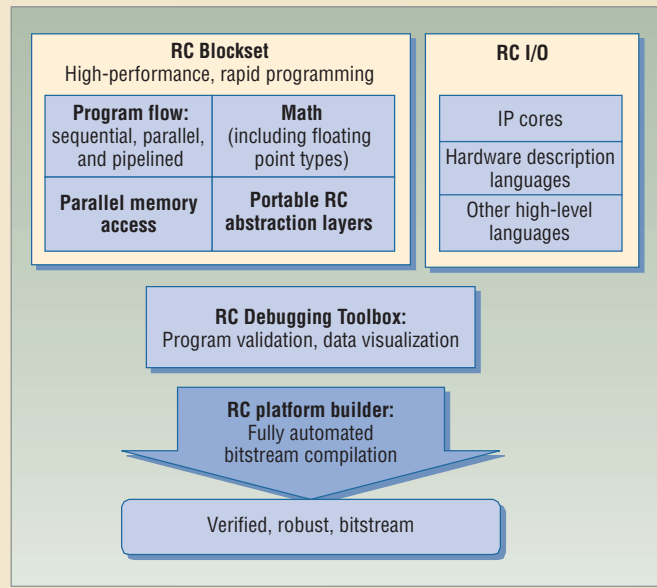 RC Blockset
High-performance, rapid programming
Program flow:
sequential, parallel,
and pipelined
Math
(including floating
point types)
Parallel memory
access
Portable RC
abstraction layers
RC I/O
IP cores
Hardware description
languages
Other high-level
languages
RC Debugging Toolbox:
Program validation, data visualization
RC platform builder:
Fully automated
bitstream compilation
Verified, robust, bitstream